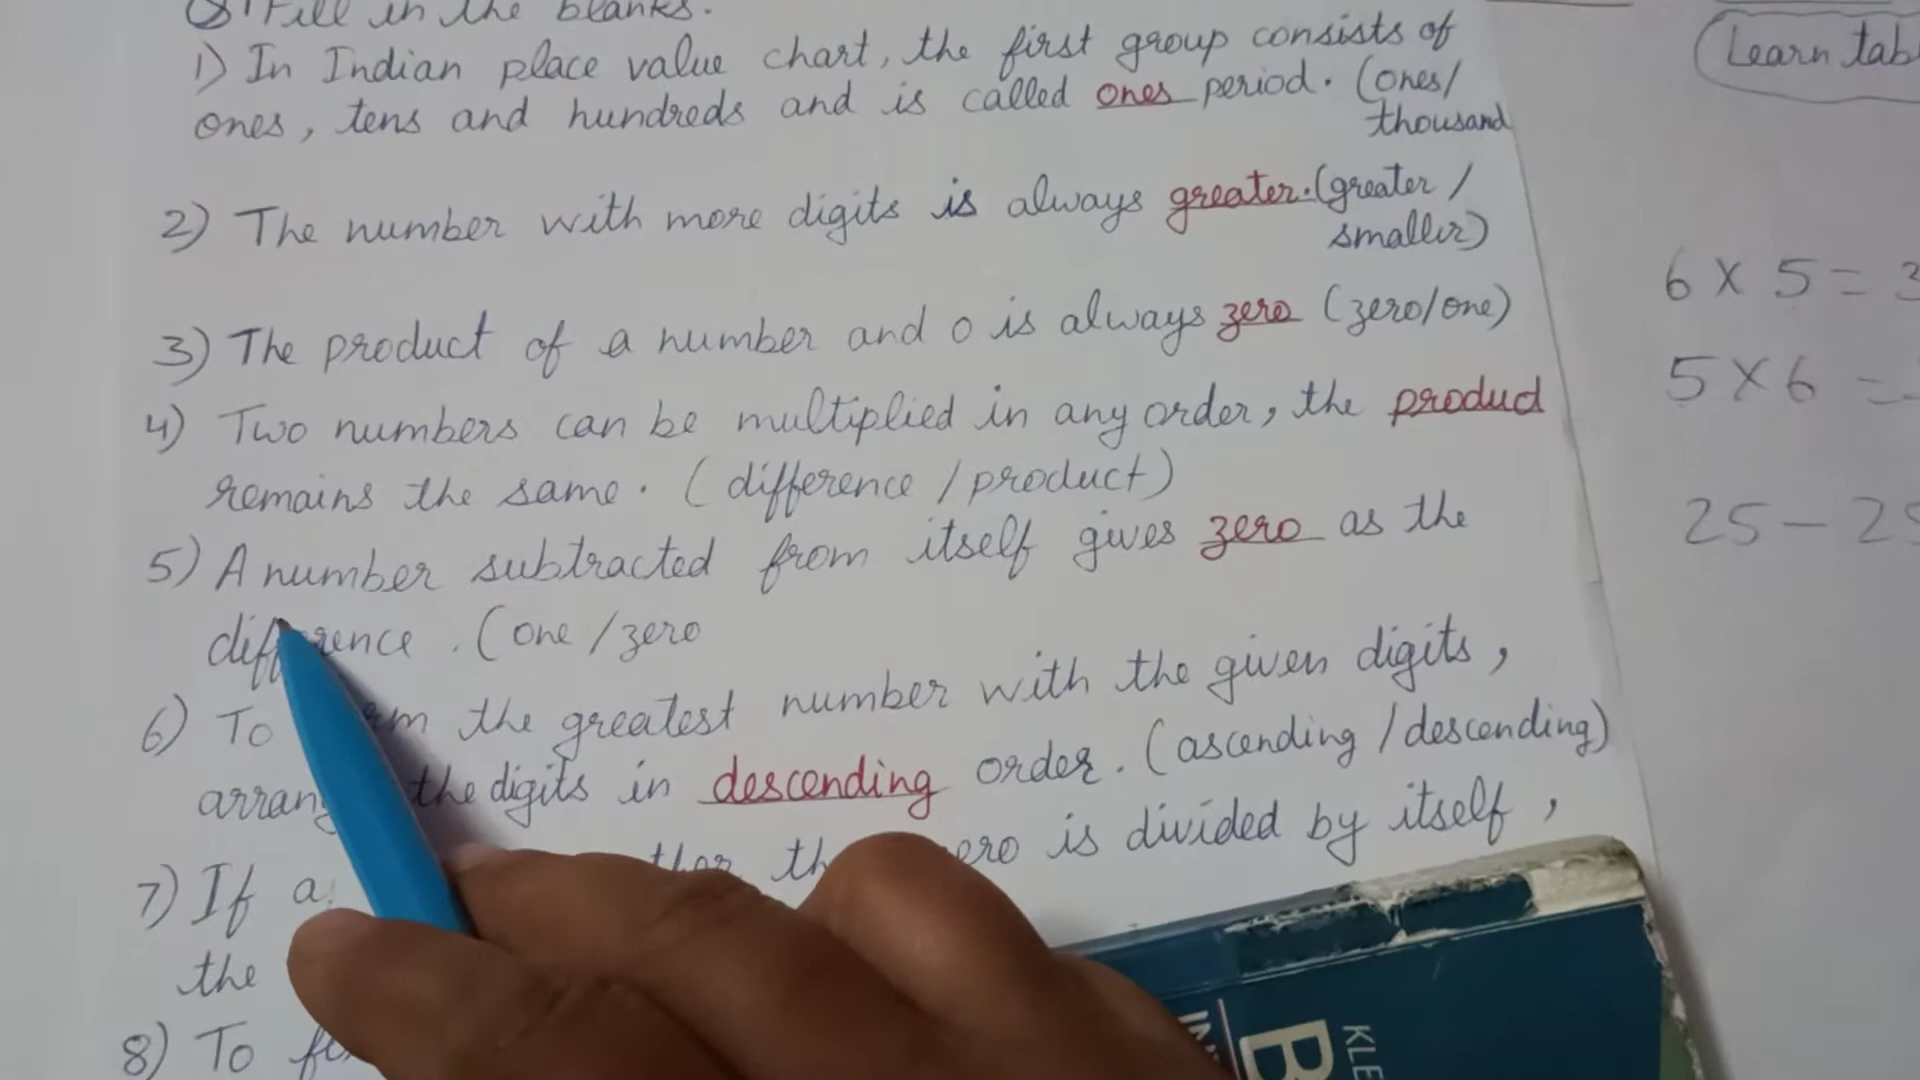 Fill in the blanks.
1) In Indian place value chart, the first group consists of
ones, tens and hundreds and is called ones period. (ones/
thousand
2) The number with more digits is always greater. (greater /
smaller)
3) The product of a number and 0 is always zero (zero/one)
4) Two numbers can be multiplied in any order, the product
remains the same. (difference / product)
5) A number subtracted from itself gives zero as the
difference. (one /zero
6) To the greatest number with the given digits,
the digits in descending order. (ascending / descending)
7) If is divided by itself,
the
8) To
Learn tab
6 X 5 = 3
5 X 6 =
25 - 25
KLE
B
IN